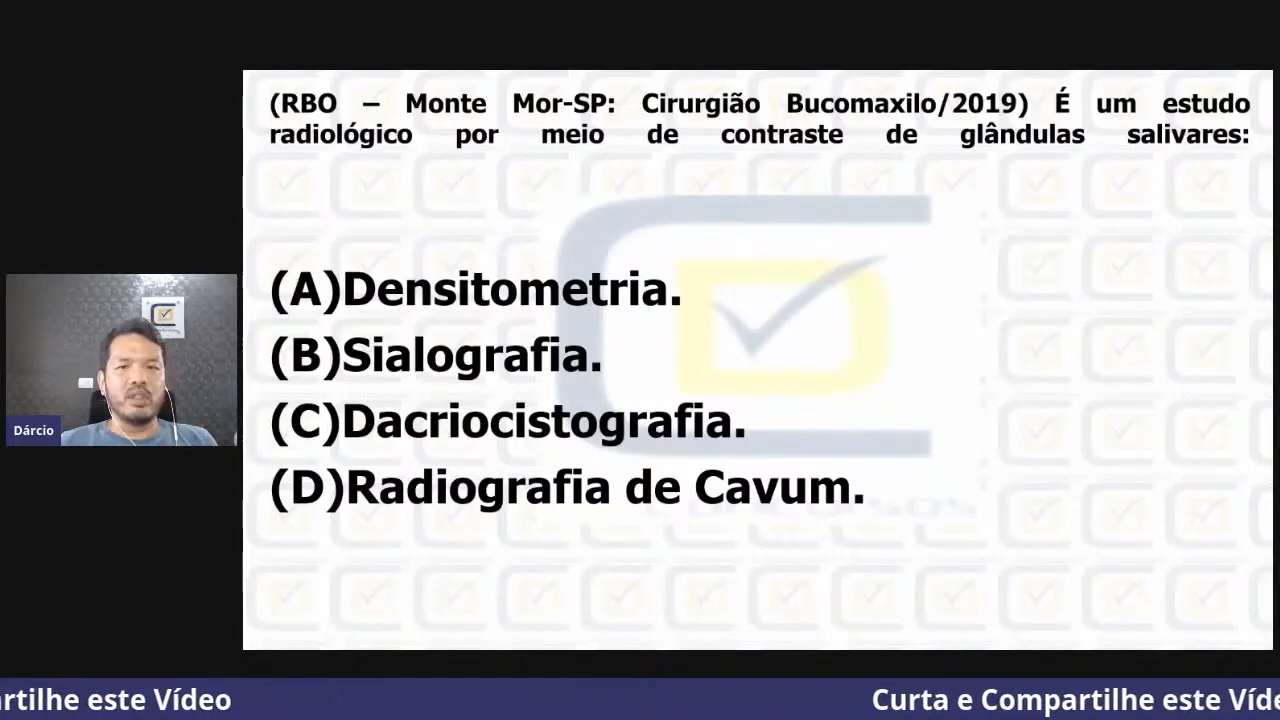 (RBO – Monte Mor-SP: Cirurgião Bucomaxilo/2019) É um estudo
radiológico por meio de contraste de glândulas salivares:
(A)Densitometria.
(B)Sialografia.
(C)Dacriocistografia.
(D)Radiografia de Cavum.
Dárcio
artilhe este Vídeo
Curta e Compartilhe este Víde